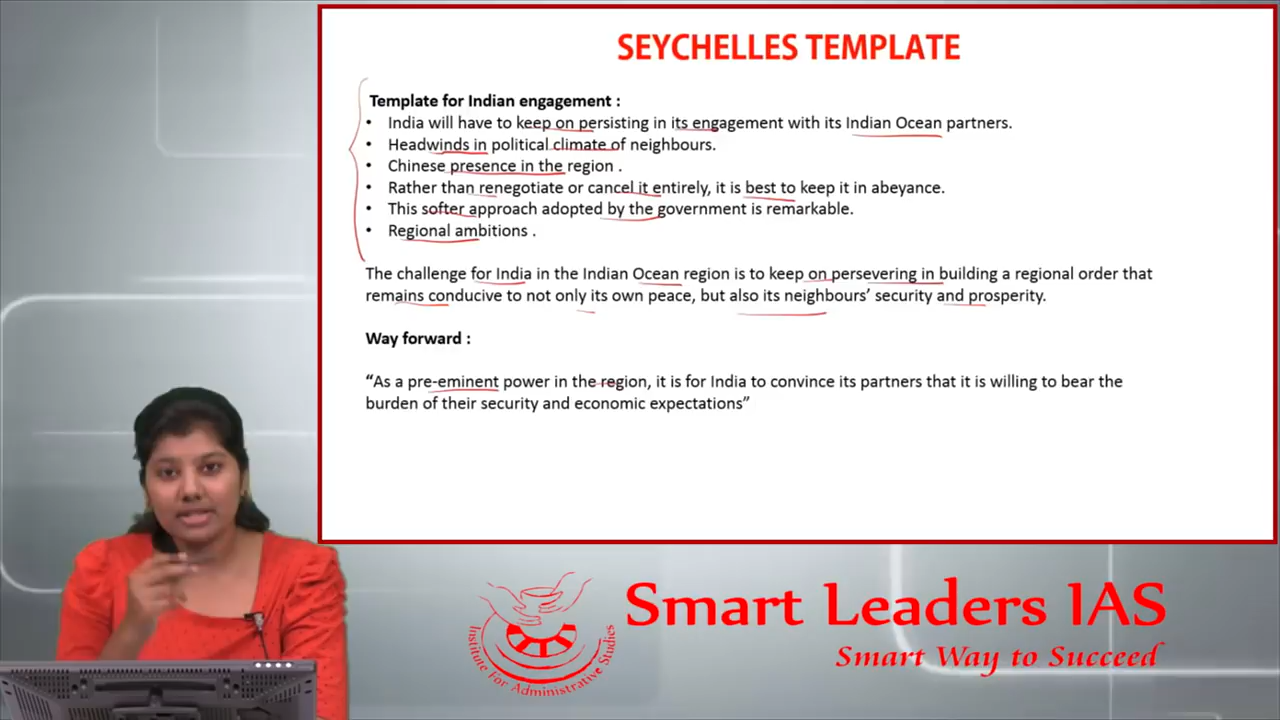 SEYCHELLES TEMPLATE
Template for Indian engagement :
• India will have to keep on persisting in its engagement with its Indian Ocean partners.
• Headwinds in political climate of neighbours.
• Chinese presence in the region .
• Rather than renegotiate or cancel it entirely, it is best to keep it in abeyance.
• This softer approach adopted by the government is remarkable.
• Regional ambitions .
The challenge for India in the Indian Ocean region is to keep on persevering in building a regional order that
remains conducive to not only its own peace, but also its neighbours’ security and prosperity.
Way forward :
“As a pre-eminent power in the region, it is for India to convince its partners that it is willing to bear the
burden of their security and economic expectations”
Smart Leaders IAS
Smart Way to Succeed
Institute For Administrative Studies